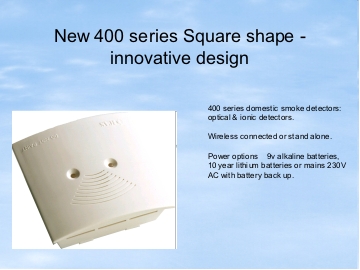 New 400 series Square shape -
innovative design
400 series domestic smoke detectors:
optical & ionic detectors.
Wireless connected or stand alone.
Power options 9v alkaline batteries,
10 year lithium batteries or mains 230V
AC with battery back up.